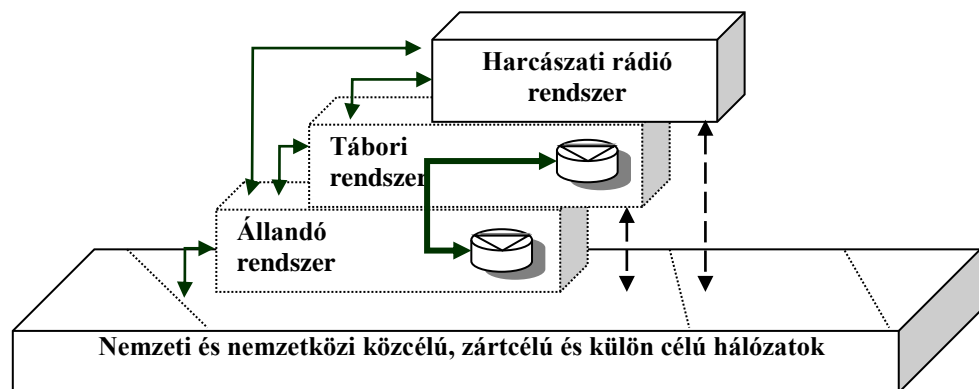 Harcászati rádió
rendszer
Tábori
rendszer
Állandó
rendszer
Nemzeti és nemzetközi közcélú, zártcélú és külön célú hálózatok